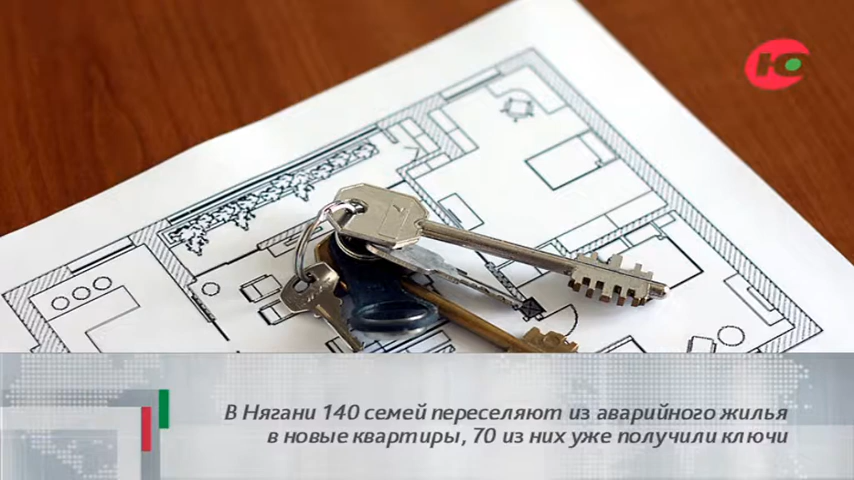 Ю
В Нягани 140 семей переселяют из аварийного жилья
в новые квартиры, 70 из них уже получили ключи